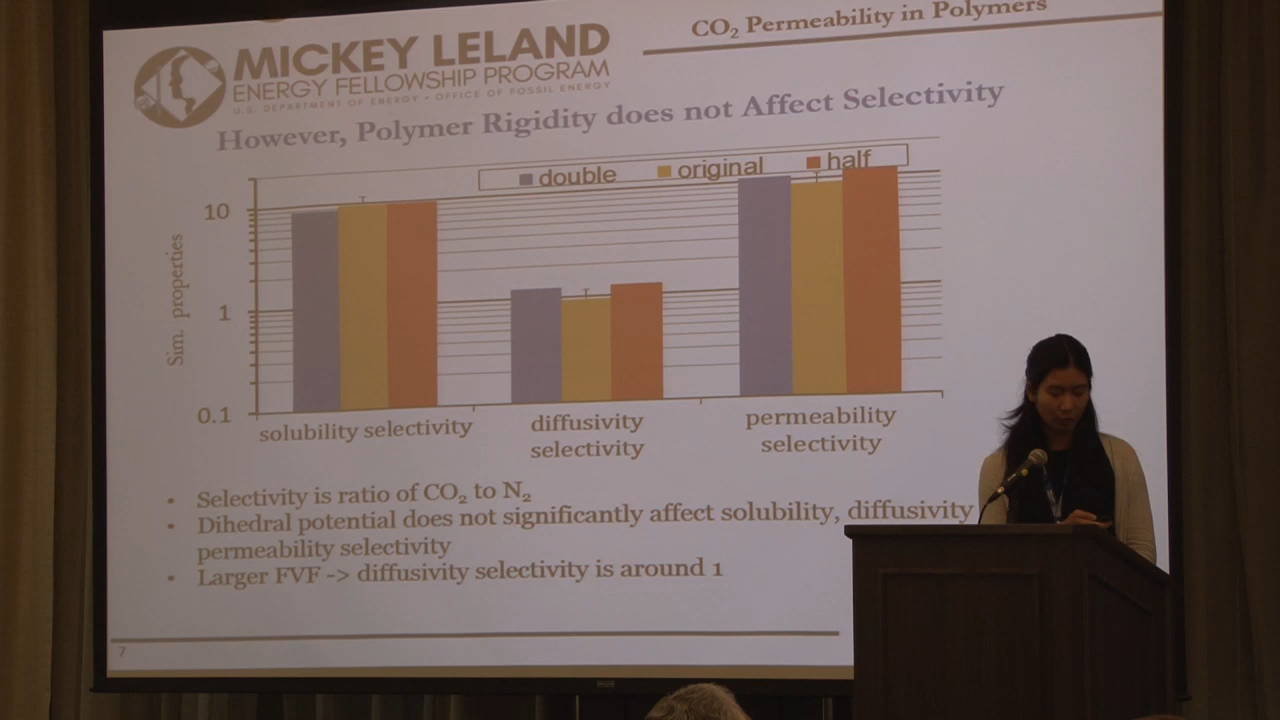 CO₂ Permeability in Polymers
MICKEY LELAND
ENERGY FELLOWSHIP PROGRAM
U.S. DEPARTMENT OF ENERGY • OFFICE OF FOSSIL ENERGY
However, Polymer Rigidity does not Affect Selectivity
double original half
Sim. properties
10
1
0.1
solubility selectivity
diffusivity
selectivity
permeability
selectivity
• Selectivity is ratio of CO₂ to N₂
• Dihedral potential does not significantly affect solubility, diffusivity
permeability selectivity
• Larger FVF -> diffusivity selectivity is around 1
7